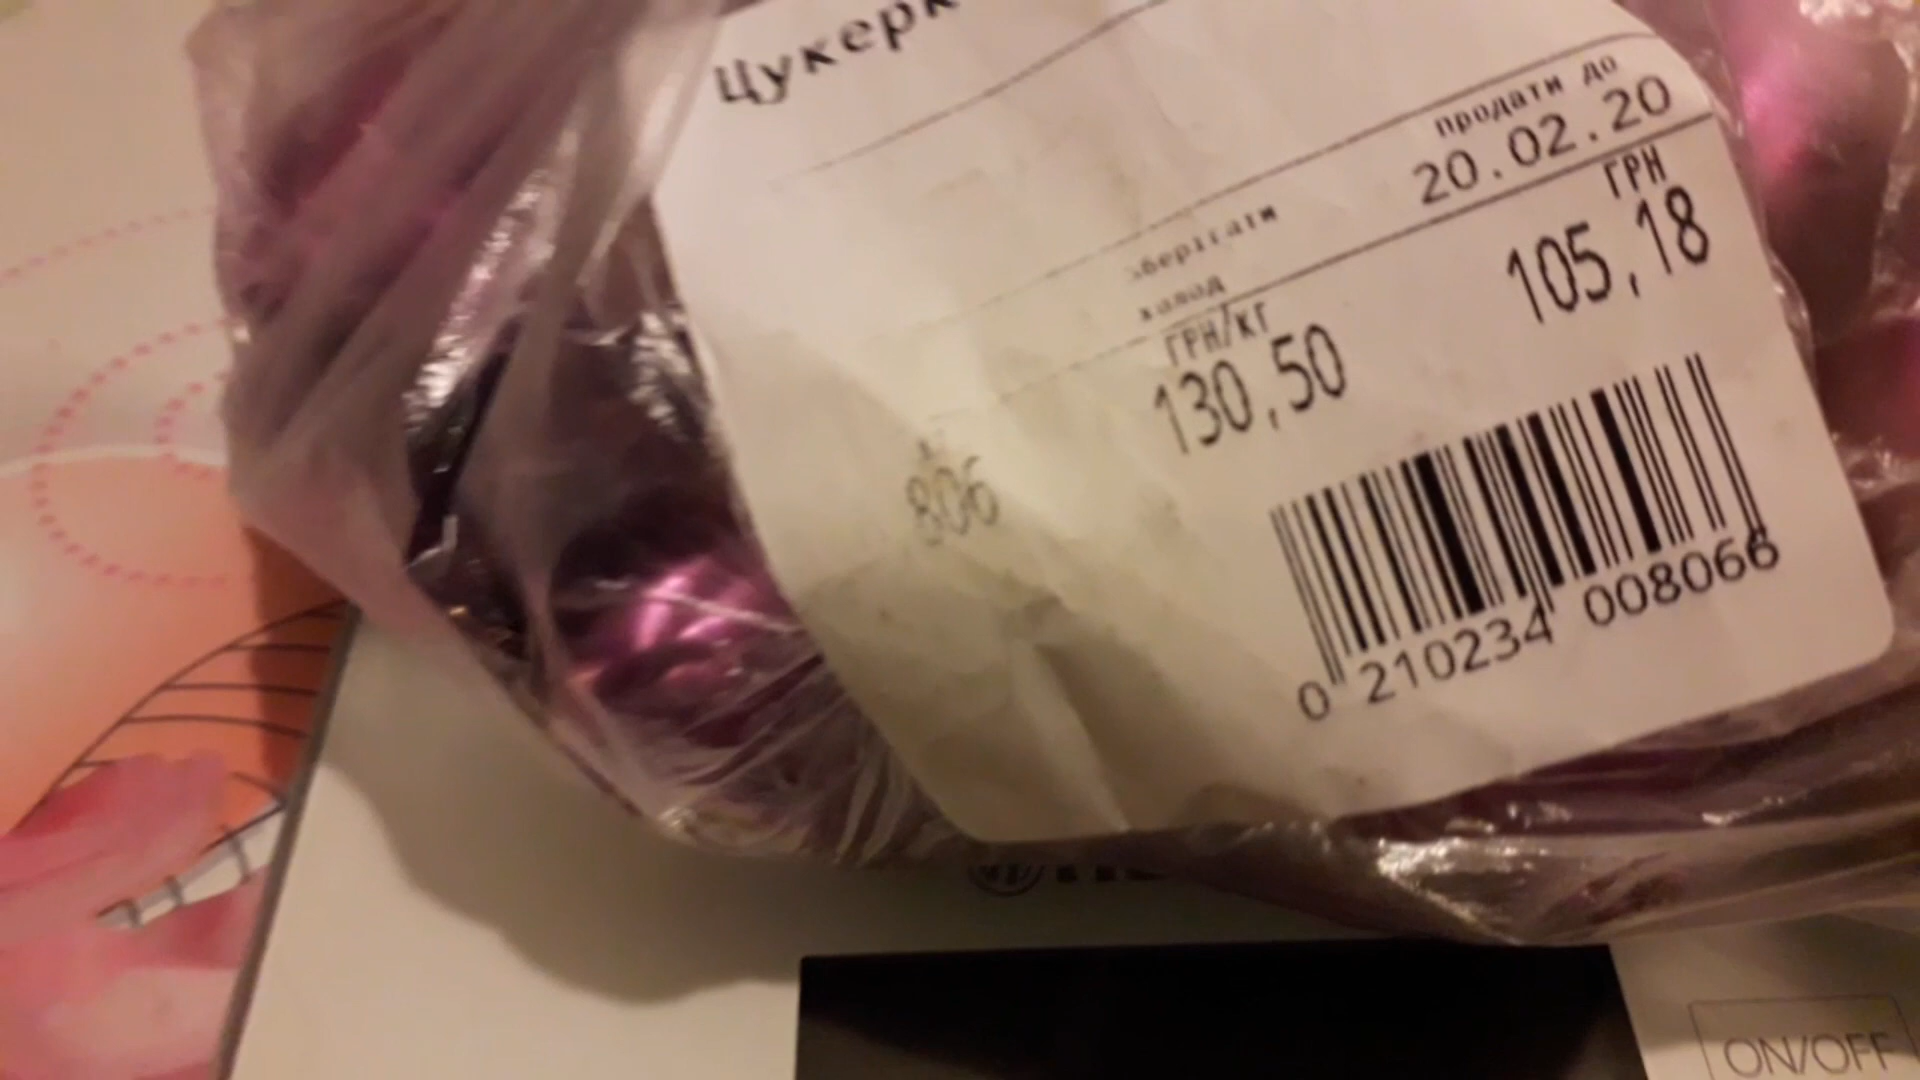 Цукерк
продати до
20.02.20
зберігати
холод
ГРН
ГРН/КГ
105,18
130,50
806
0 210234 008066
ON/OFF